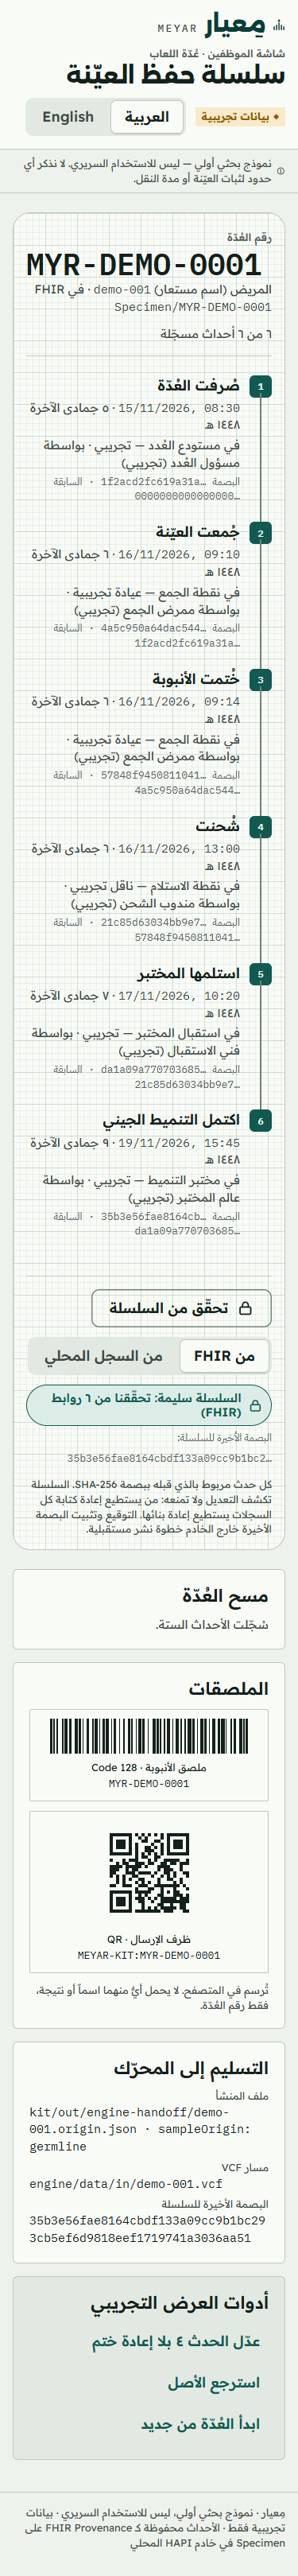 مِعيار MEYAR
شاشة الموظفين · عُدّة اللعاب
سلسلة حفظ العيّنة
بيانات تجريبية
العربية
English
نموذج بحثي أولي — ليس للاستخدام السريري. لا نذكر أي
حدود لثبات العيّنة أو مدة النقل.
رقم العُدّة
MYR-DEMO-0001
المريض (اسم مستعار) demo-001 · في FHIR
Specimen/MYR-DEMO-0001
٦ من ٦ أحداث مسجّلة
1
صُرفت العُدّة
15/11/2026, 08:30 · ٥ جمادى الآخرة
١٤٤٨ هـ
في مستودع العُدد — تجريبي · بواسطة
مسؤول العُدد (تجريبي)
البصمة 1f2acd2fc619a31a… · السابقة
0000000000000000…
2
جُمعت العيّنة
16/11/2026, 09:10 · ٦ جمادى الآخرة
١٤٤٨ هـ
في نقطة الجمع — عيادة تجريبية ·
بواسطة ممرض الجمع (تجريبي)
البصمة 4a5c950a64dac544… · السابقة
1f2acd2fc619a31a…
3
خُتمت الأنبوبة
16/11/2026, 09:14 · ٦ جمادى الآخرة
١٤٤٨ هـ
في نقطة الجمع — عيادة تجريبية ·
بواسطة ممرض الجمع (تجريبي)
البصمة 57848f9450811041… · السابقة
4a5c950a64dac544…
4
شُحنت
16/11/2026, 13:00 · ٦ جمادى الآخرة
١٤٤٨ هـ
في نقطة الاستلام — ناقل تجريبي ·
بواسطة مندوب الشحن (تجريبي)
البصمة 21c85d63034bb9e7… · السابقة
57848f9450811041…
5
استلمها المختبر
17/11/2026, 10:20 · ٧ جمادى الآخرة
١٤٤٨ هـ
في استقبال المختبر — تجريبي · بواسطة
فني الاستقبال (تجريبي)
البصمة da1a09a770703685… · السابقة
21c85d63034bb9e7…
6
اكتمل التنميط الجيني
19/11/2026, 15:45 · ٩ جمادى الآخرة
١٤٤٨ هـ
في مختبر التنميط — تجريبي · بواسطة
عالم المختبر (تجريبي)
البصمة 35b3e56fae8164cb… · السابقة
da1a09a770703685…
تحقّق من السلسلة
من FHIR
من السجل المحلي
السلسلة سليمة: تحقّقنا من ٦ روابط
(FHIR)
البصمة الأخيرة للسلسلة:
35b3e56fae8164cbdf133a09cc9b1bc2…
كل حدث مربوط بالذي قبله ببصمة SHA-256. السلسلة
تكشف التعديل ولا تمنعه: من يستطيع إعادة كتابة كل
السجلات يستطيع إعادة بنائها. التوقيع وتثبيت البصمة
الأخيرة خارج الخادم خطوة نشر مستقبلية.
مسح العُدّة
سُجّلت الأحداث الستة.
الملصقات
ملصق الأنبوبة · Code 128
MYR-DEMO-0001
ظرف الإرسال · QR
MEYAR-KIT:MYR-DEMO-0001
تُرسم في المتصفح. لا يحمل أيٌّ منهما اسماً أو نتيجة،
فقط رقم العُدّة.
التسليم إلى المحرّك
ملف المنشأ
kit/out/engine-handoff/demo-
001.origin.json · sampleOrigin:
germline
مسار VCF
engine/data/in/demo-001.vcf
البصمة الأخيرة للسلسلة
35b3e56fae8164cbdf133a09cc9b1bc29
3cb5ef6d9818eef1719741a3036aa51
أدوات العرض التجريبي
عدّل الحدث ٤ بلا إعادة ختم
استرجع الأصل
ابدأ العُدّة من جديد
مِعيار · نموذج بحثي أولي، ليس للاستخدام السريري · بيانات
تجريبية فقط · الأحداث محفوظة كـ FHIR Provenance على
Specimen في خادم HAPI المحلي